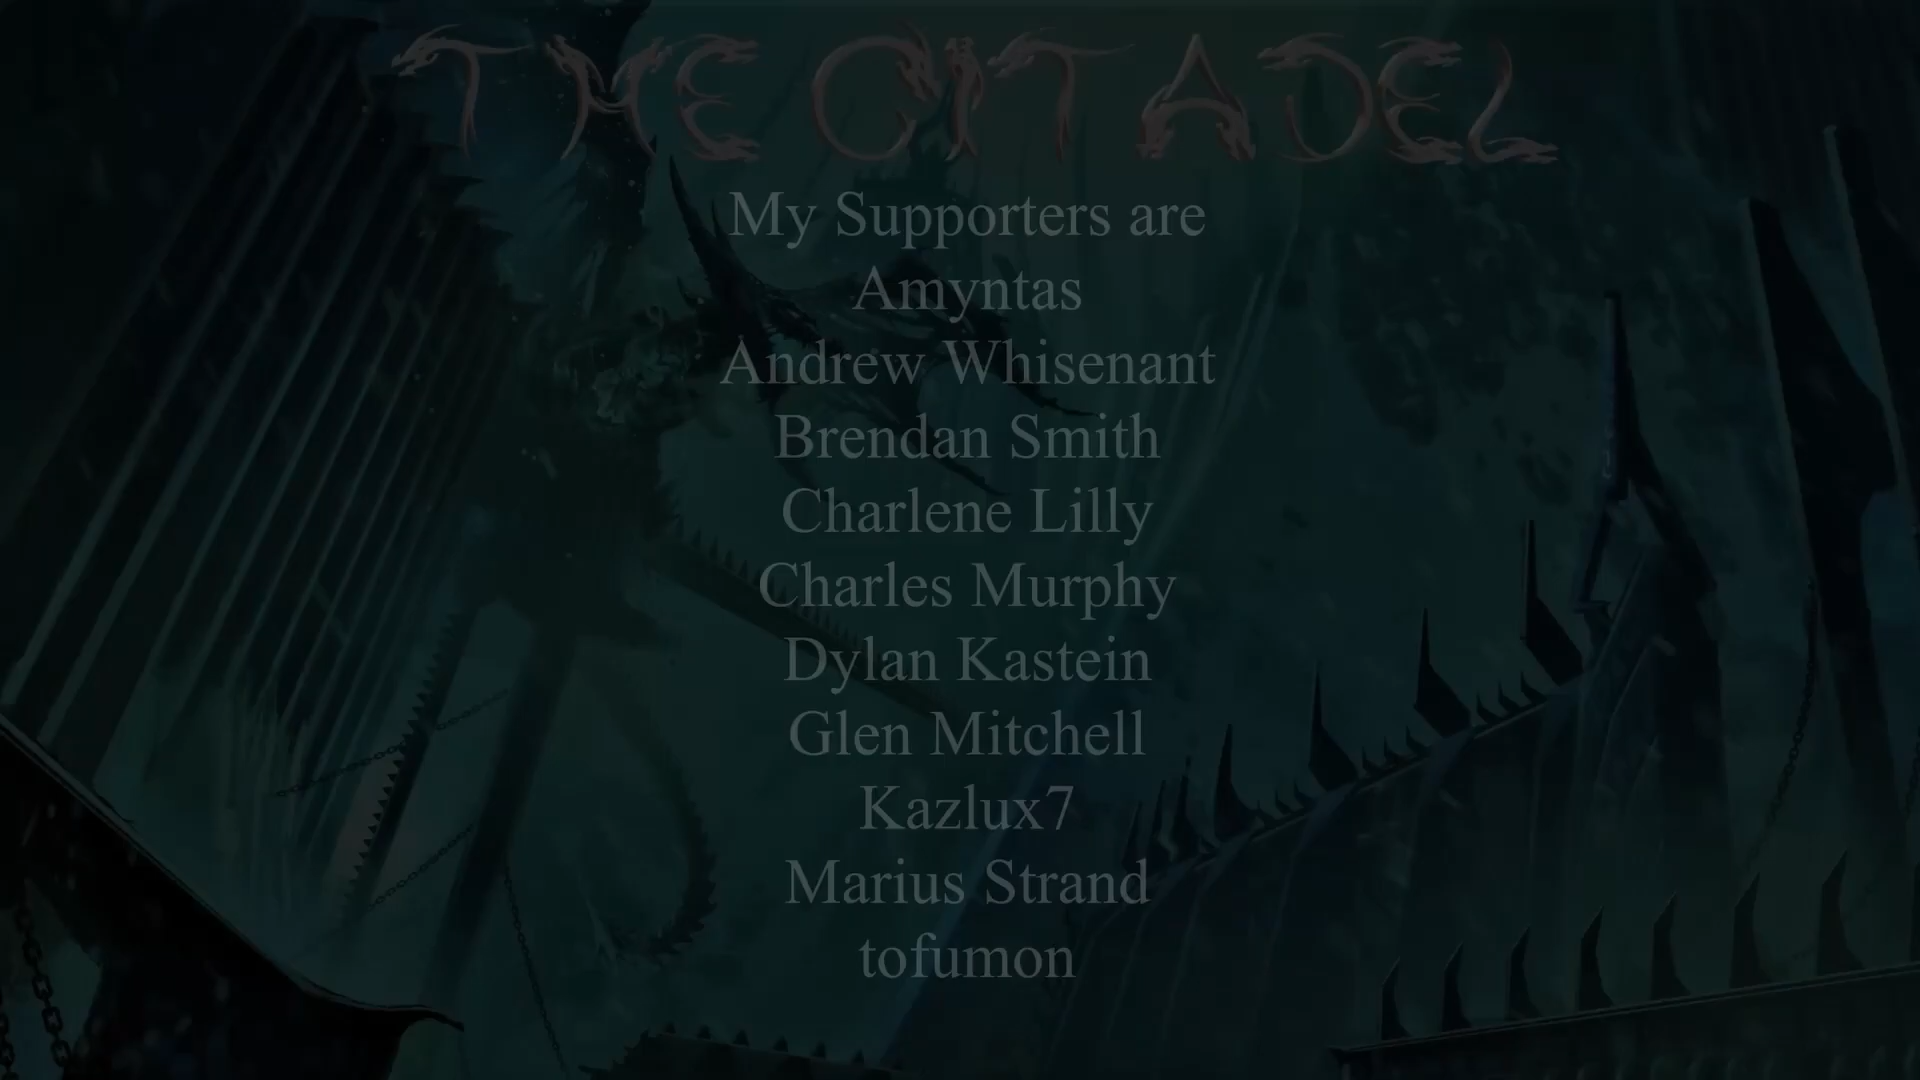 THE CITADEL
My Supporters are
Amyntas
Andrew Whisenant
Brendan Smith
Charlene Lilly
Charles Murphy
Dylan Kastein
Glen Mitchell
Kazlux7
Marius Strand
tofumon